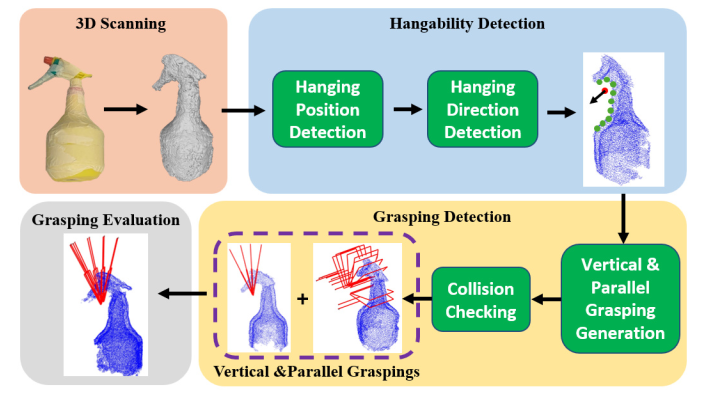 3D Scanning
Hangability Detection
Hanging
Position
Detection
Hanging
Direction
Detection
Grasping Evaluation
Grasping Detection
+
Collision
Checking
Vertical &
Parallel
Grasping
Generation
Vertical &Parallel Graspings